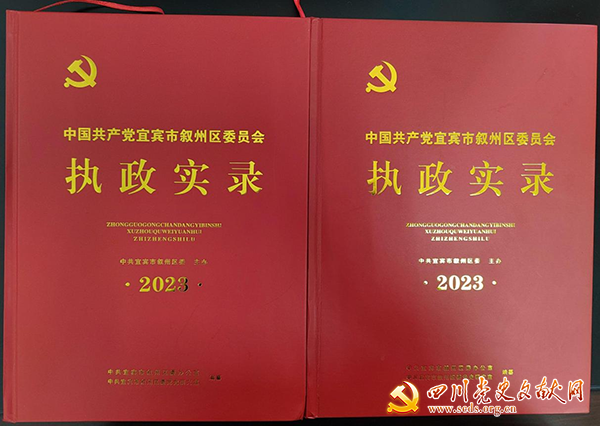 中国共产党宜宾市叙州区委员会
执政实录
ZHONGGUOGONGCHANDANGYIBINSHI
XUZHOUQUWEIYUANHUI
ZHIZHENGSHILU
中共宜宾市叙州区委 主办
·2023·
中国共产党宜宾市叙州区委员会
执政实录
ZHONGGUOGONGCHANDANGYIBINSHI
XUZHOUQUWEIYUANHUI
ZHIZHENGSHILU
中共宜宾市叙州区委 主办
·2023·
四川党史文献网
www.scds.org.cn